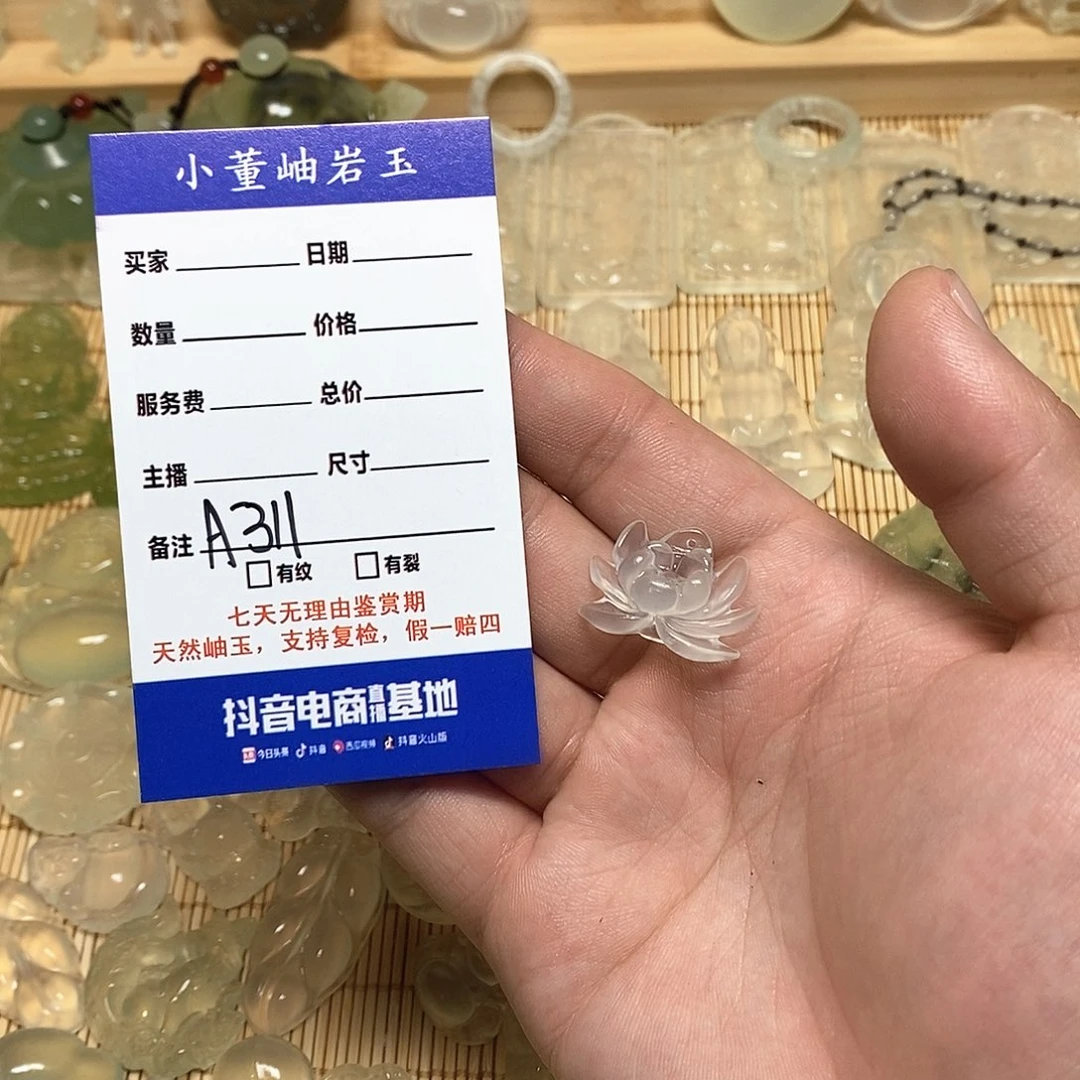 小董岫岩玉
买家 日期
数量 价格
服务费 总价
主播 尺寸
备注 A311
有纹 有裂
七天无理由鉴赏期
天然岫玉，支持复检，假一赔四
抖音电商直播基地
今日头条 抖音 西瓜视频 抖音火山版